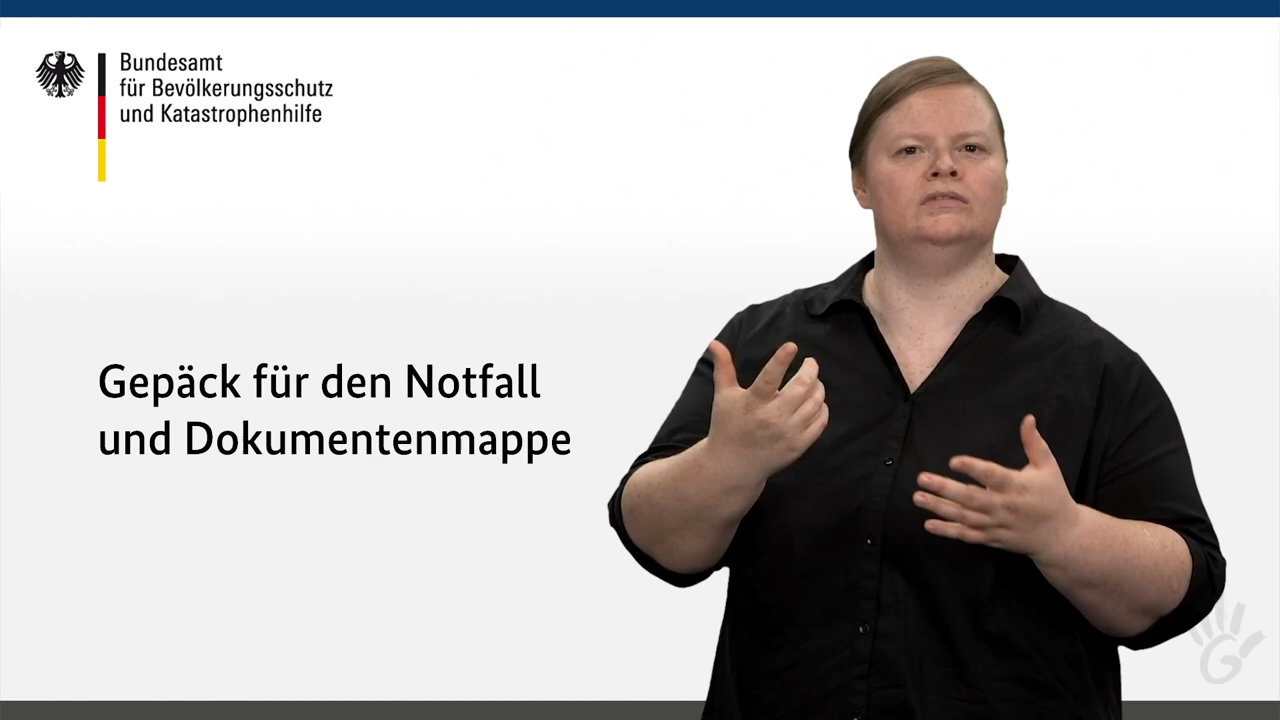 Bundesamt
für Bevölkerungsschutz
und Katastrophenhilfe
Gepäck für den Notfall
und Dokumentenmappe
G